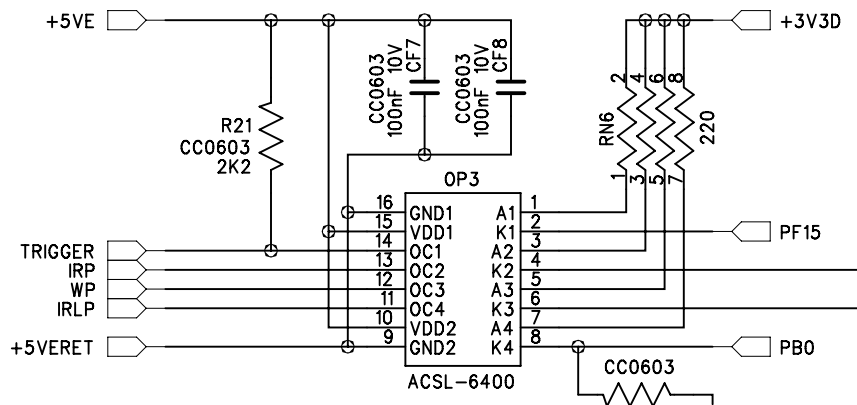 +5VE
+3V3D
CC0603
100nF 10V
CF7
CC0603
100nF 10V
CF8
R21
CC0603
2K2
2
4
6
8
RN6
220
1
3
5
7
OP3
16
GND1
A1
1
15
VDD1
K1
2
PF15
TRIGGER
14
OC1
A2
3
IRP
13
OC2
K2
4
WP
12
OC3
A3
5
IRLP
11
OC4
K3
6
10
VDD2
A4
7
+5VERET
9
GND2
K4
8
PB0
ACSL-6400
CC0603